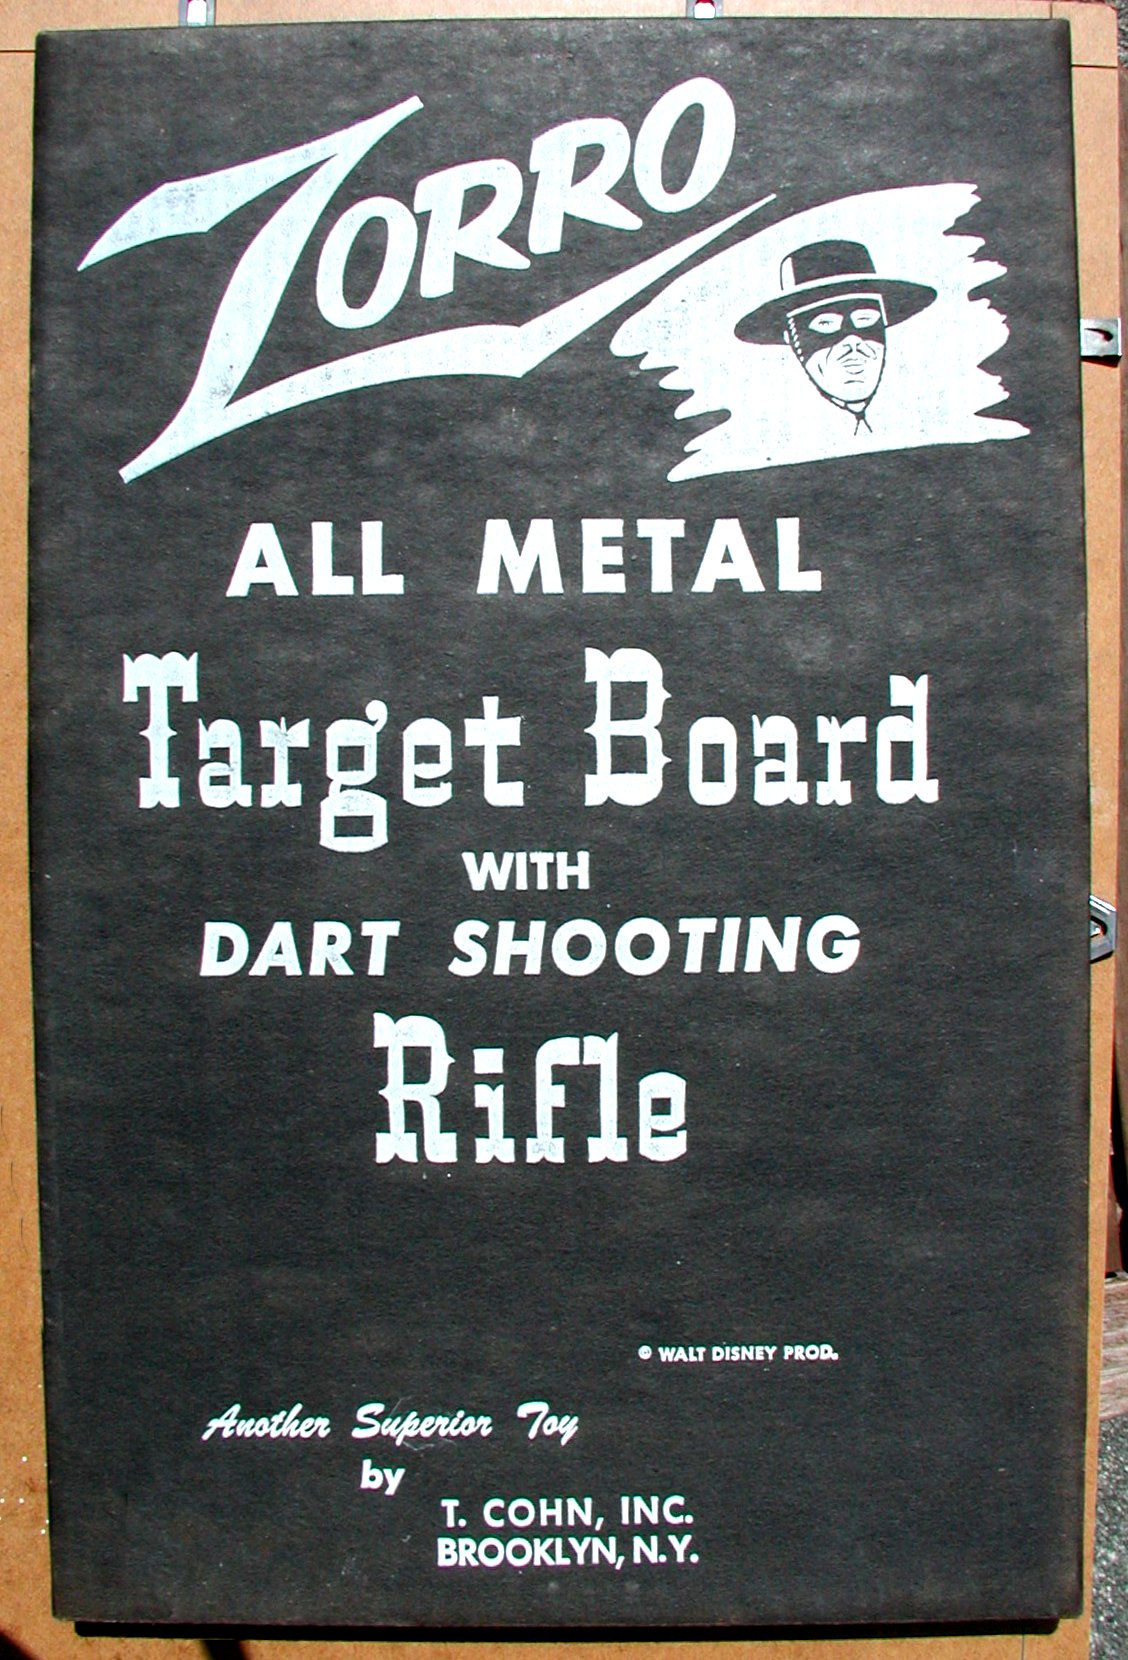 ZORRO
ALL METAL
Target Board
WITH
DART SHOOTING
Rifle
© WALT DISNEY PROD.
Another Superior Toy
by
T. COHN, INC.
BROOKLYN, N.Y.